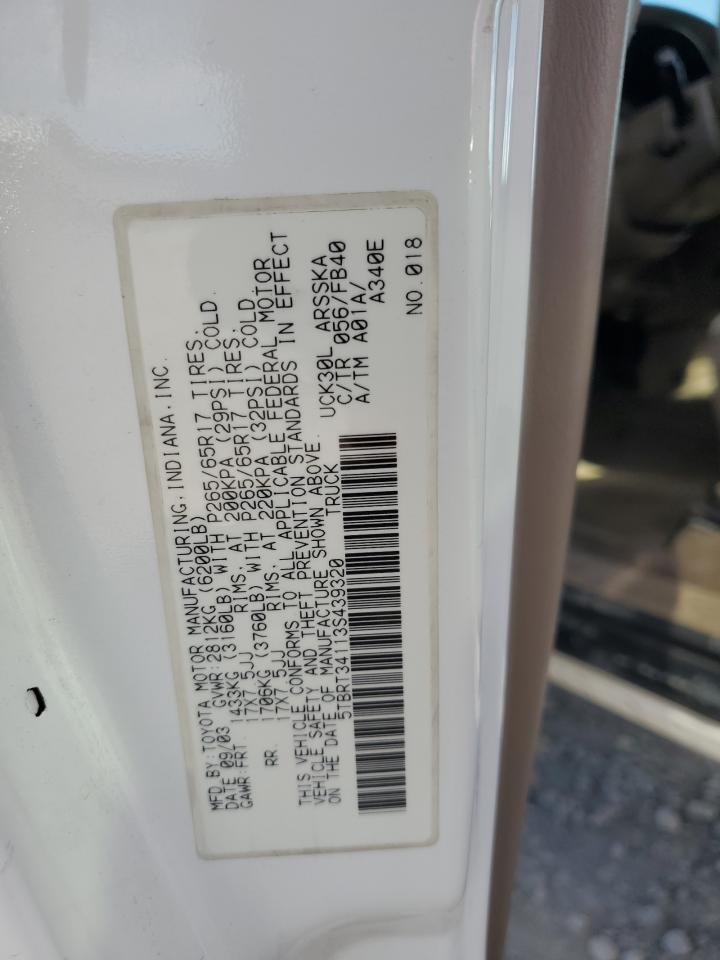 MFD BY: TOYOTA MOTOR MANUFACTURING, INDIANA, INC.
DATE 09/03 GVWR: 2812KG (6200LB)
GAWR: FRT. 1433KG (3160LB) WITH P265/65R17 TIRES,
17X7.5JJ RIMS, AT 200KPA (29PSI) COLD.
RR. 1706KG (3760LB) WITH P265/65R17 TIRES,
17X7.5JJ RIMS, AT 220KPA (32PSI) COLD
THIS VEHICLE CONFORMS TO ALL APPLICABLE FEDERAL MOTOR
VEHICLE SAFETY AND THEFT PREVENTION STANDARDS IN EFFECT
ON THE DATE OF MANUFACTURE SHOWN ABOVE.
5TBRT34113S439320 TRUCK
UCK30L ARSSKA
C/TR 056/FB40
A/TM A01A/
A340E
NO. 018